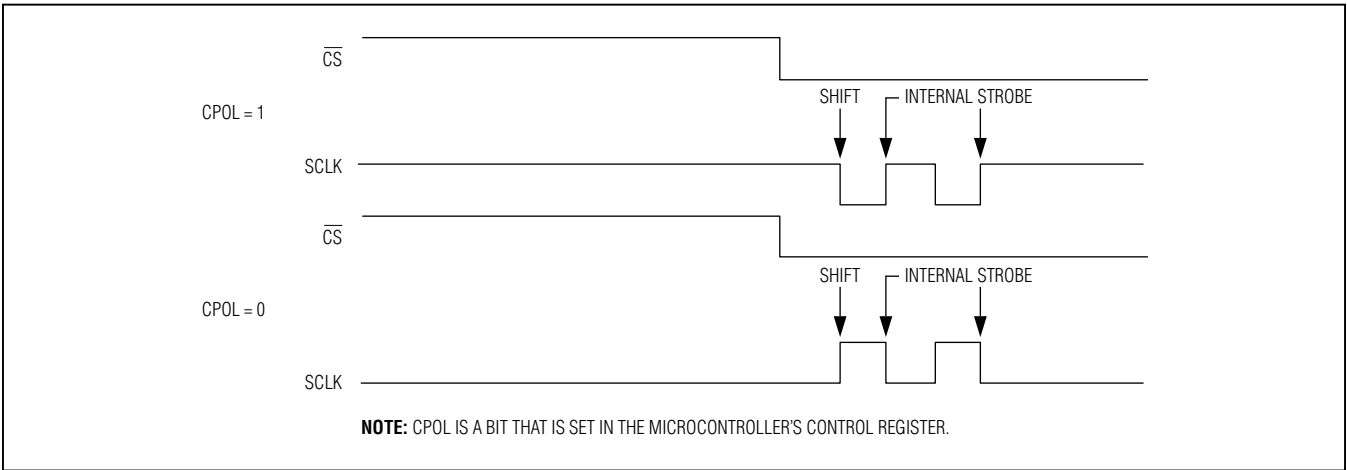 CS
SHIFT INTERNAL STROBE
CPOL = 1
SCLK
CS
SHIFT INTERNAL STROBE
CPOL = 0
SCLK
NOTE: CPOL IS A BIT THAT IS SET IN THE MICROCONTROLLER'S CONTROL REGISTER.